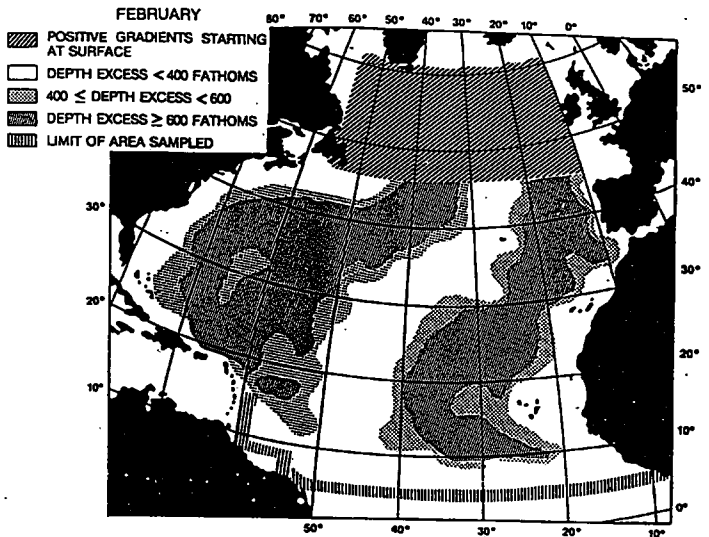 FEBRUARY
POSITIVE GRADIENTS STARTING
AT SURFACE
DEPTH EXCESS < 400 FATHOMS
400 ≤ DEPTH EXCESS < 600
DEPTH EXCESS ≥ 600 FATHOMS
LIMIT OF AREA SAMPLED
80° 70° 60° 50° 40° 30° 20° 10° 0°
50°
40°
30°
30°
20°
20°
10°
10°
0°
50° 40° 30° 20° 10°